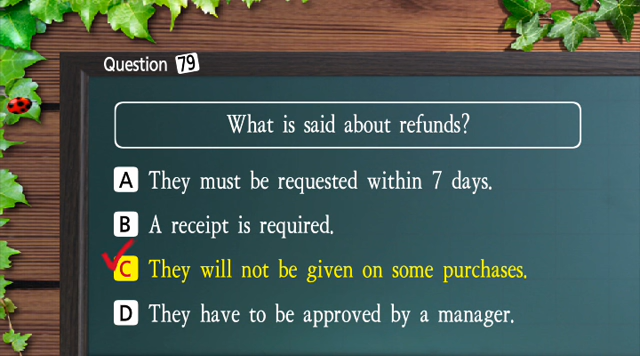 Question 79
What is said about refunds?
A They must be requested within 7 days.
B A receipt is required.
C They will not be given on some purchases.
D They have to be approved by a manager.